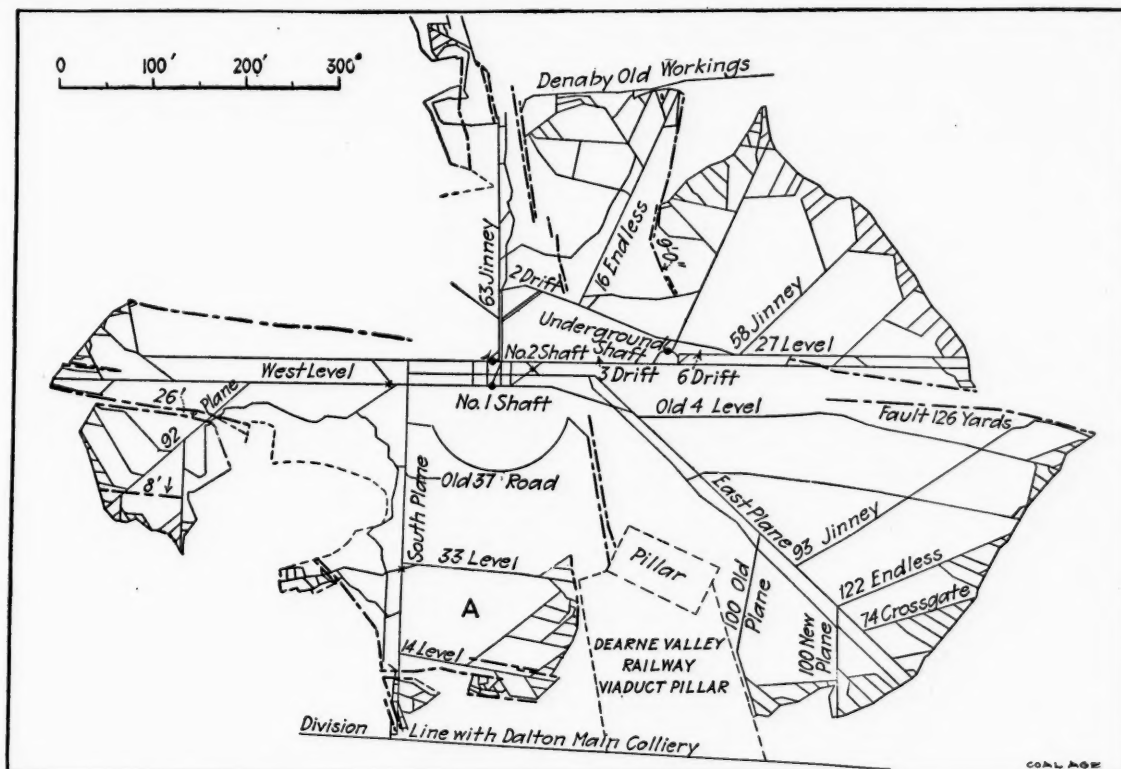 0 100' 200' 300'
Denaby Old Workings
63 Jinney
2 Drift
16 Endless
58 Jinney
Underground
Shaft
27 Level
No.2 Shaft
3 Drift
6 Drift
West Level
No.1 Shaft
Old 4 Level
Fault 126 Yards
26'
92 Plane
8'
Old 37 Road
South Plane
East Plane
93 Jinney
33 Level
Pillar
100 Old
Plane
122 Endless
74 Crossgate
A
100 New
Plane
14 Level
DEARNE VALLEY
RAILWAY
VIADUCT PILLAR
Division Line with Dalton Main Colliery
COAL AGE